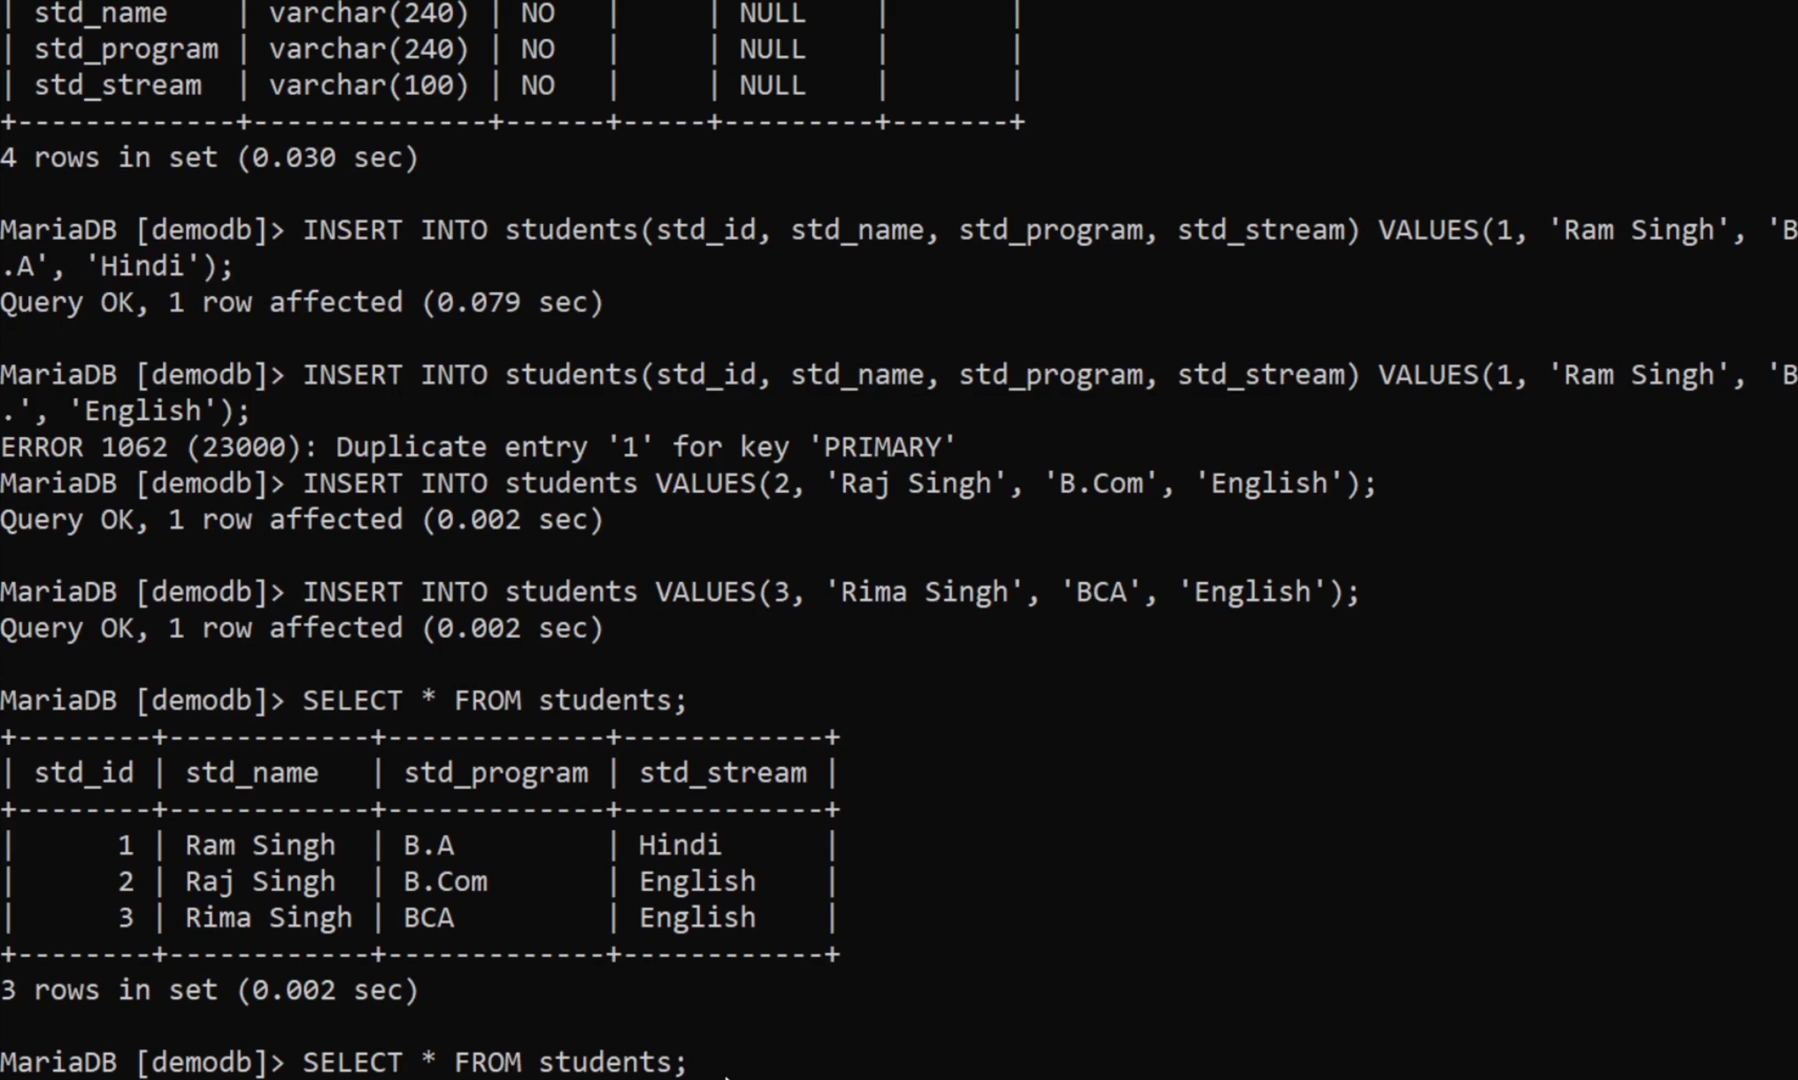 | std_name    | varchar(240) | NO   |     | NULL    |       |
| std_program | varchar(240) | NO   |     | NULL    |       |
| std_stream  | varchar(100) | NO   |     | NULL    |       |
+-------------+--------------+------+-----+---------+-------+
4 rows in set (0.030 sec)

MariaDB [demodb]> INSERT INTO students(std_id, std_name, std_program, std_stream) VALUES(1, 'Ram Singh', 'B
.A', 'Hindi');
Query OK, 1 row affected (0.079 sec)

MariaDB [demodb]> INSERT INTO students(std_id, std_name, std_program, std_stream) VALUES(1, 'Ram Singh', 'B
.', 'English');
ERROR 1062 (23000): Duplicate entry '1' for key 'PRIMARY'
MariaDB [demodb]> INSERT INTO students VALUES(2, 'Raj Singh', 'B.Com', 'English');
Query OK, 1 row affected (0.002 sec)

MariaDB [demodb]> INSERT INTO students VALUES(3, 'Rima Singh', 'BCA', 'English');
Query OK, 1 row affected (0.002 sec)

MariaDB [demodb]> SELECT * FROM students;
+--------+------------+-------------+------------+
| std_id | std_name   | std_program | std_stream |
+--------+------------+-------------+------------+
|      1 | Ram Singh  | B.A         | Hindi      |
|      2 | Raj Singh  | B.Com       | English    |
|      3 | Rima Singh | BCA         | English    |
+--------+------------+-------------+------------+
3 rows in set (0.002 sec)

MariaDB [demodb]> SELECT * FROM students;